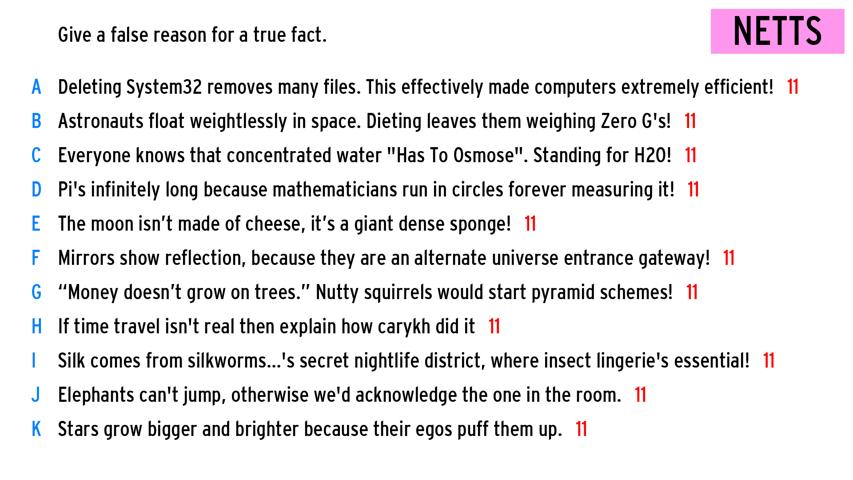 Give a false reason for a true fact.
NETTS
A Deleting System32 removes many files. This effectively made computers extremely efficient! 11
B Astronauts float weightlessly in space. Dieting leaves them weighing Zero G's! 11
C Everyone knows that concentrated water "Has To Osmose". Standing for H2O! 11
D Pi's infinitely long because mathematicians run in circles forever measuring it! 11
E The moon isn’t made of cheese, it’s a giant dense sponge! 11
F Mirrors show reflection, because they are an alternate universe entrance gateway! 11
G “Money doesn’t grow on trees.” Nutty squirrels would start pyramid schemes! 11
H If time travel isn't real then explain how carykh did it 11
I Silk comes from silkworms...'s secret nightlife district, where insect lingerie's essential! 11
J Elephants can't jump, otherwise we'd acknowledge the one in the room. 11
K Stars grow bigger and brighter because their egos puff them up. 11